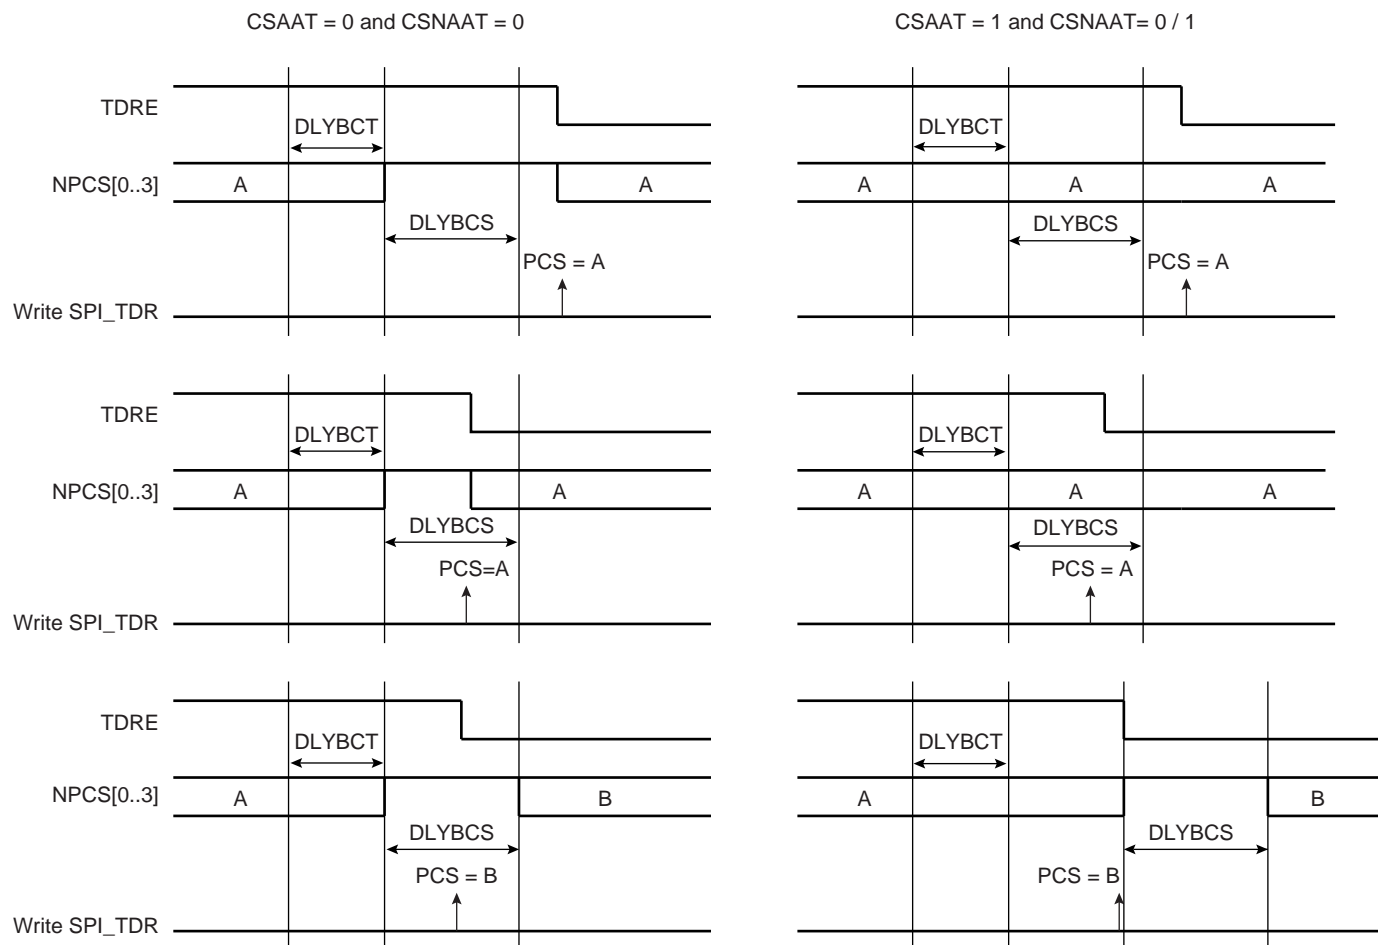 CSAAT = 0 and CSNAAT = 0
CSAAT = 1 and CSNAAT= 0 / 1
TDRE
DLYBCT
DLYBCT
NPCS[0..3]
A
A
A
A
A
DLYBCS
DLYBCS
PCS = A
PCS = A
Write SPI_TDR
TDRE
DLYBCT
DLYBCT
NPCS[0..3]
A
A
A
A
A
DLYBCS
DLYBCS
PCS=A
PCS = A
Write SPI_TDR
TDRE
DLYBCT
DLYBCT
NPCS[0..3]
A
B
A
B
DLYBCS
DLYBCS
PCS = B
PCS = B
Write SPI_TDR